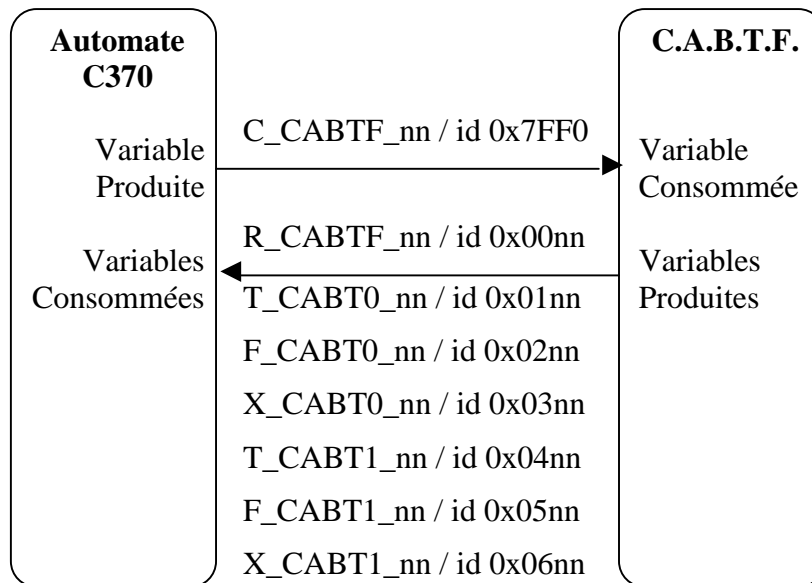 Automate
C370
C.A.B.T.F.
C_CABTF_nn / id 0x7FF0
Variable
Produite
Variable
Consommée
R_CABTF_nn / id 0x00nn
Variables
Consommées
Variables
Produites
T_CABT0_nn / id 0x01nn
F_CABT0_nn / id 0x02nn
X_CABT0_nn / id 0x03nn
T_CABT1_nn / id 0x04nn
F_CABT1_nn / id 0x05nn
X_CABT1_nn / id 0x06nn